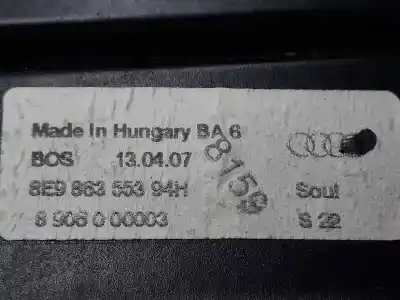 Made in Hungary BA 6
BOS 13.04.07
8E9 863 553 94H Soul
8 906 0 00003 S 22
8159